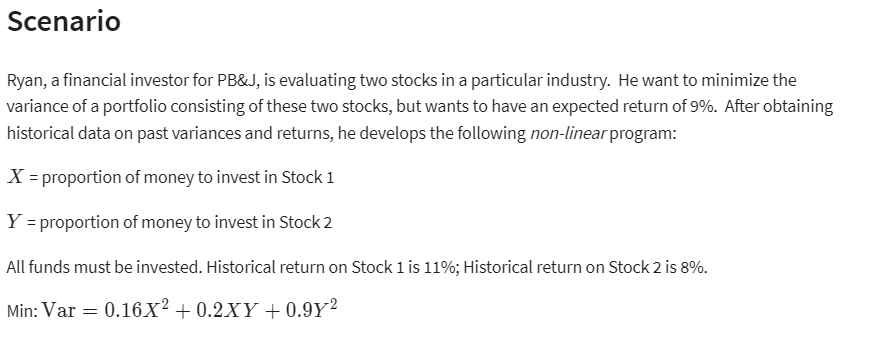 Scenario
Ryan, a financial investor for PB&J, is evaluating two stocks in a particular industry.  He want to minimize the
variance of a portfolio consisting of these two stocks, but wants to have an expected return of 9%.  After obtaining
historical data on past variances and returns, he develops the following non-linear program:
X = proportion of money to invest in Stock 1
Y = proportion of money to invest in Stock 2
All funds must be invested. Historical return on Stock 1 is 11%; Historical return on Stock 2 is 8%.
Min: Var = 0.16X² + 0.2XY + 0.9Y²